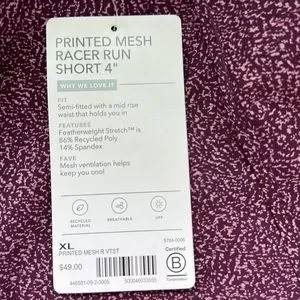 PRINTED MESH
RACER RUN
SHORT 4"
WHY WE LOVE IT
FIT
Semi-fitted with a mid rise
waist that holds you in
FEATURES
Featherweight Stretch™ is
86% Recycled Poly
14% Spandex
FAVE
Mesh ventilation helps
keep you cool
RECYCLED
MATERIAL
BREATHABLE
UPF
XL
PRINTED MESH R VTST
$49.00
Certified
B
Corporation